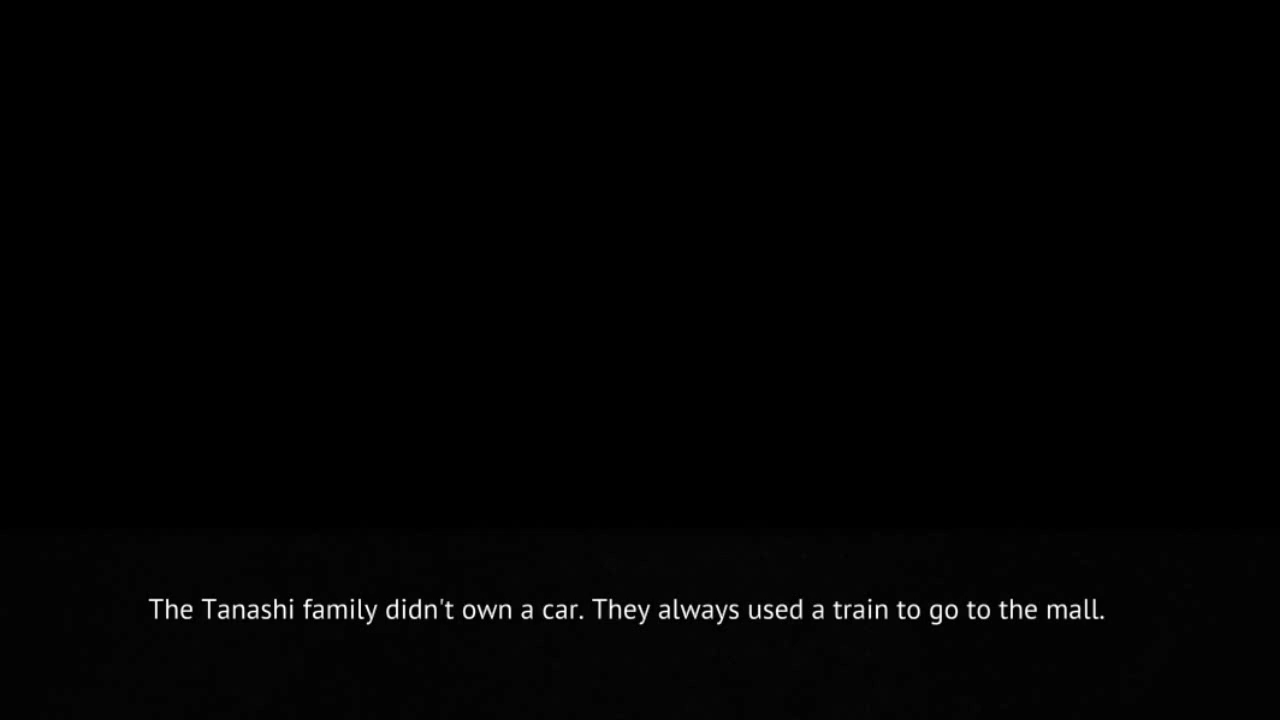 The Tanashi family didn't own a car. They always used a train to go to the mall.